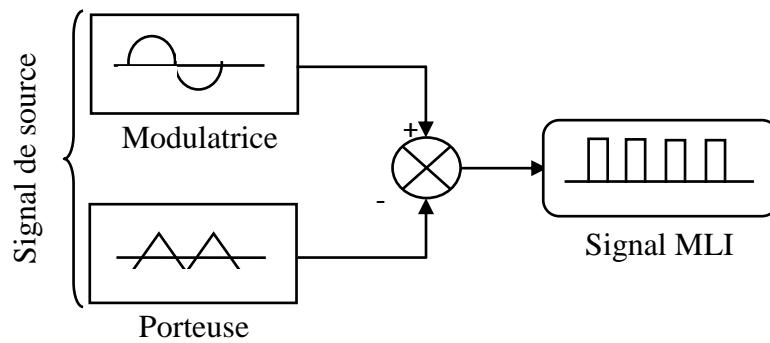 Signal de source
Modulatrice
+
-
Signal MLI
Porteuse